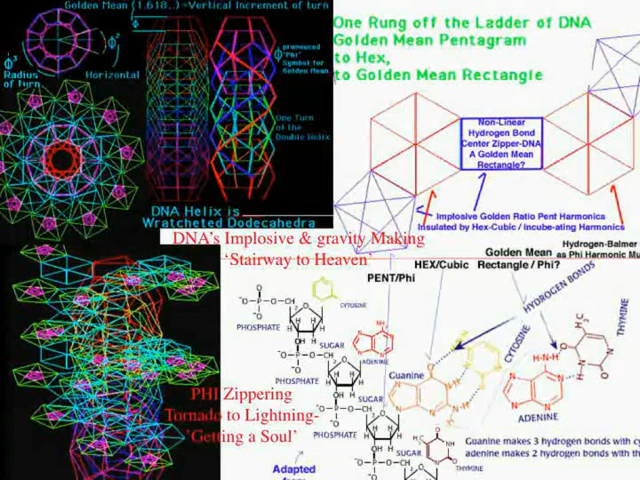 Golden Mean (1.618..)=Vertical Increment of turn
Φ
Φ²
Φ³
Radius
of turn
Horizontal
pronounced
"Phi"
Symbol for
Golden Mean
One Turn
of the
Double Helix
DNA Helix is
Wratcheted Dodecahedra
One Rung off the Ladder of DNA
Golden Mean Pentagram
to Hex,
to Golden Mean Rectangle
Non-Linear
Hydrogen Bond
Center Zipper-DNA
A Golden Mean
Rectangle?
Implosive Golden Ratio Pent Harmonics
Insulated by Hex-Cubic / Incube-ating Harmonics
DNA's Implosive & gravity Making
'Stairway to Heaven'
Hydrogen-Balmer
as Phi Harmonic Mu
Golden Mean
Rectangle / Phi?
HEX/Cubic
PENT/Phi
HYDROGEN BONDS
CYTOSINE
PHOSPHATE
SUGAR
ADENINE
PHOSPHATE
SUGAR
Guanine
PHOSPHATE
SUGAR
THYMINE
CYTOSINE
THYMINE
ADENINE
PHI Zippering
Tornado to Lightning-
'Getting a Soul'
Guanine makes 3 hydrogen bonds with cy
adenine makes 2 hydrogen bonds with th
Adapted